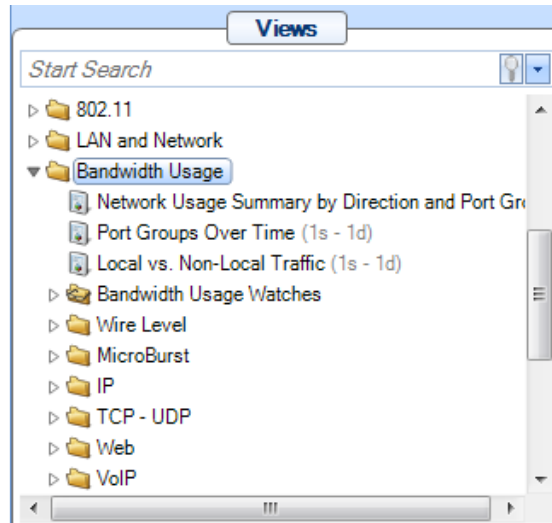 Views
Start Search
802.11
LAN and Network
Bandwidth Usage
Network Usage Summary by Direction and Port Gr
Port Groups Over Time (1s - 1d)
Local vs. Non-Local Traffic (1s - 1d)
Bandwidth Usage Watches
Wire Level
MicroBurst
IP
TCP - UDP
Web
VoIP